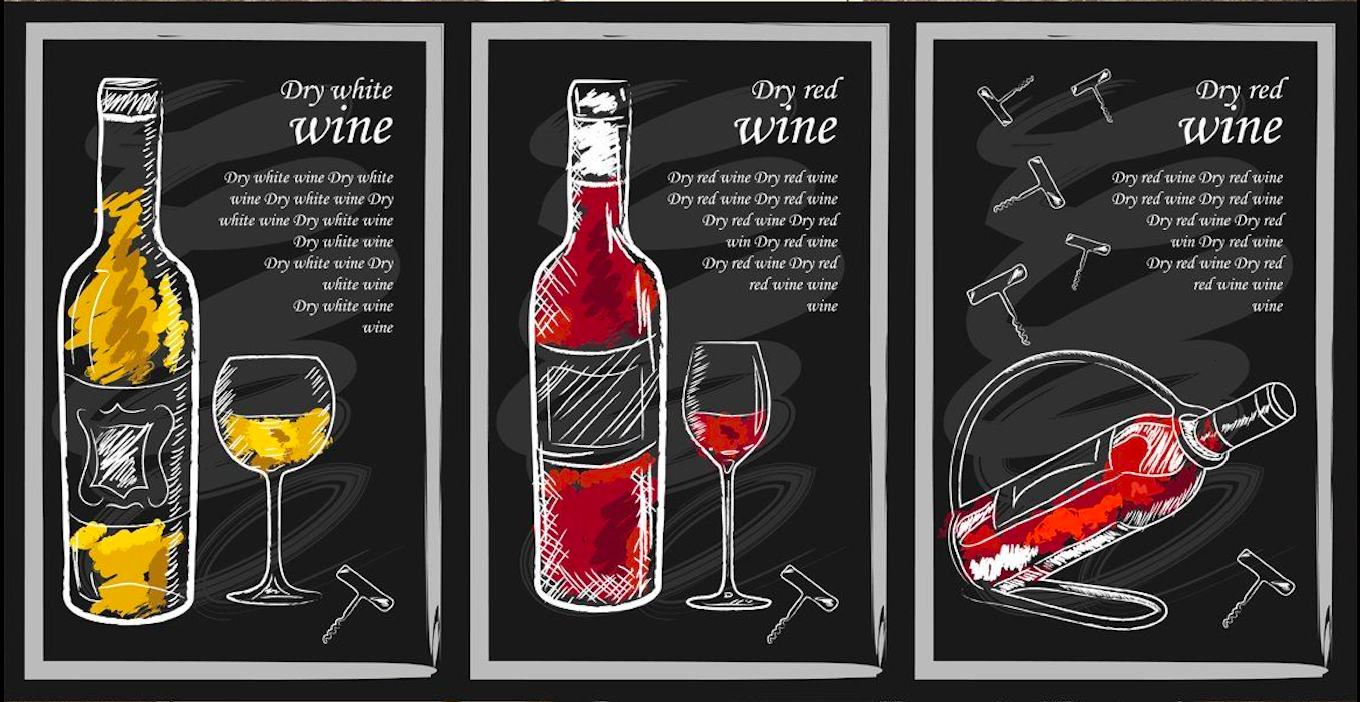 Dry white
wine
Dry white wine Dry white
wine Dry white wine Dry
white wine Dry white wine
Dry white wine
Dry white wine Dry
white wine
Dry white wine
wine
Dry red
wine
Dry red wine Dry red wine
Dry red wine Dry red wine
Dry red wine Dry red
win Dry red wine
Dry red wine Dry red
red wine wine
wine
Dry red
wine
Dry red wine Dry red wine
Dry red wine Dry red wine
Dry red wine Dry red
win Dry red wine
Dry red wine Dry red
red wine wine
wine